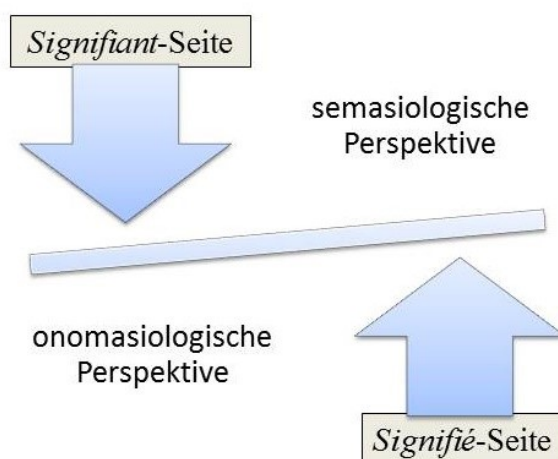 Signifiant-Seite
semasiologische
Perspektive
onomasiologische
Perspektive
Signifié-Seite